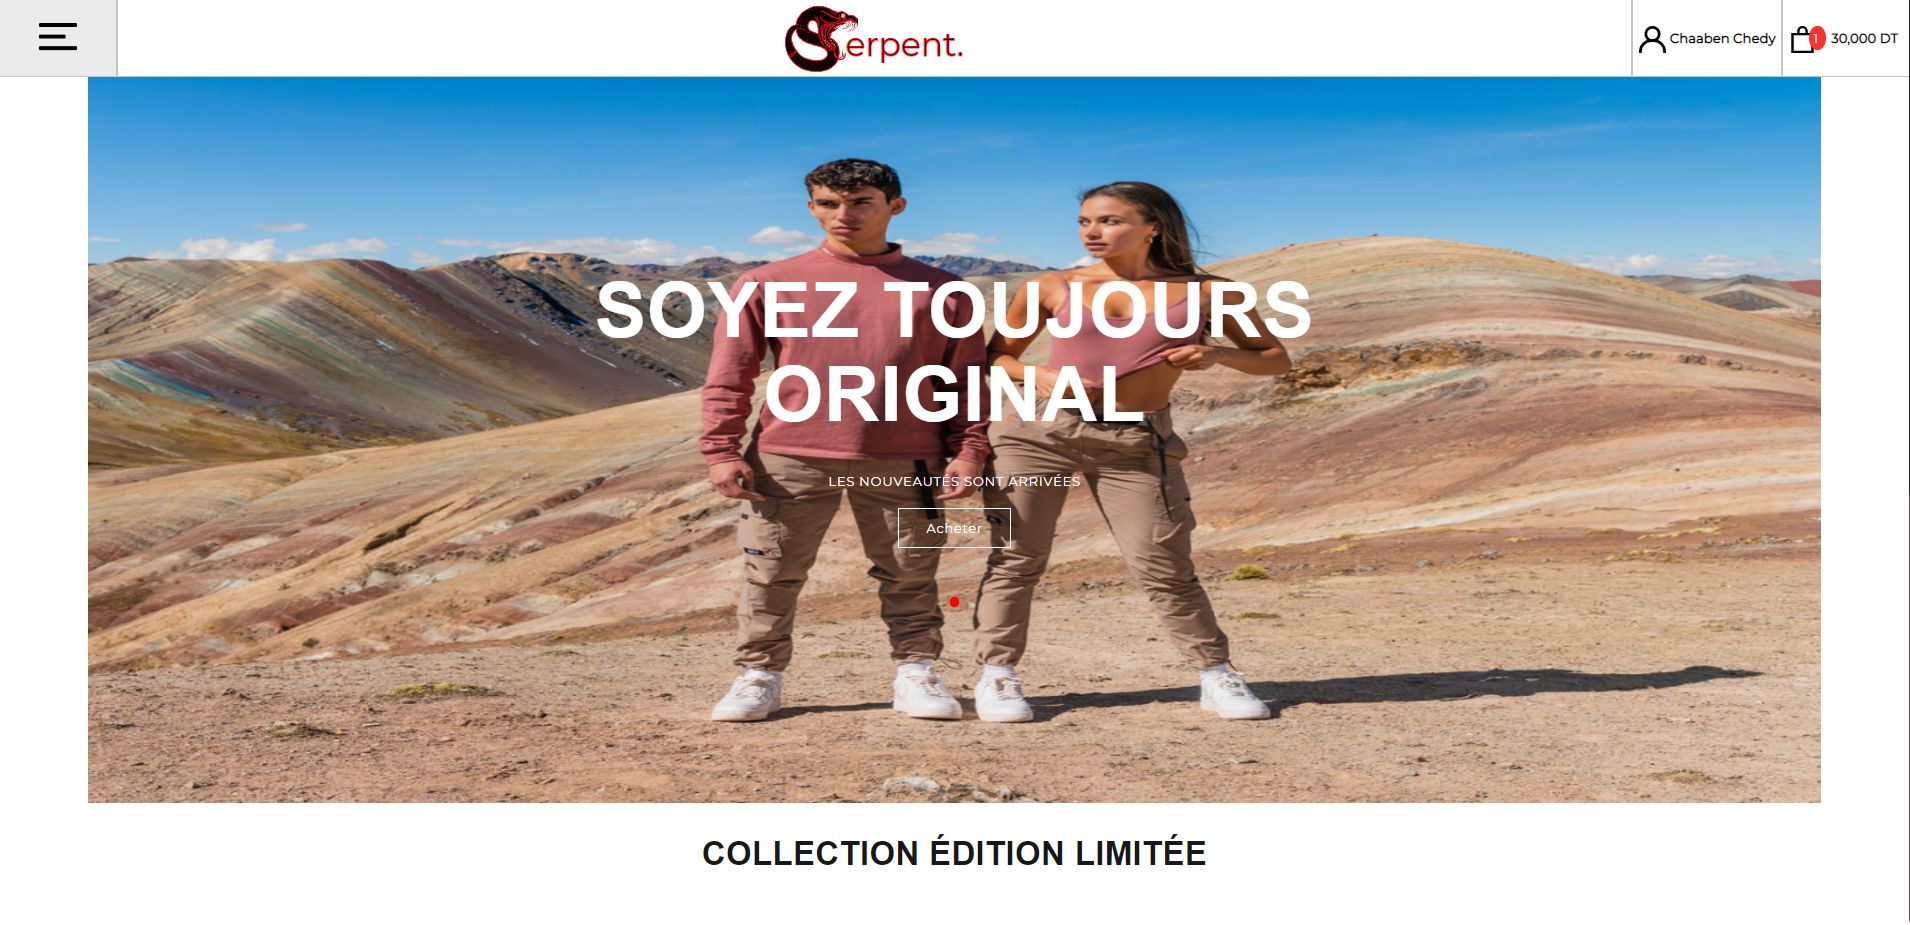 Serpent.
Chaaben Chedy
1
30,000 DT
SOYEZ TOUJOURS
ORIGINAL
LES NOUVEAUTÉS SONT ARRIVÉES
Acheter
COLLECTION ÉDITION LIMITÉE